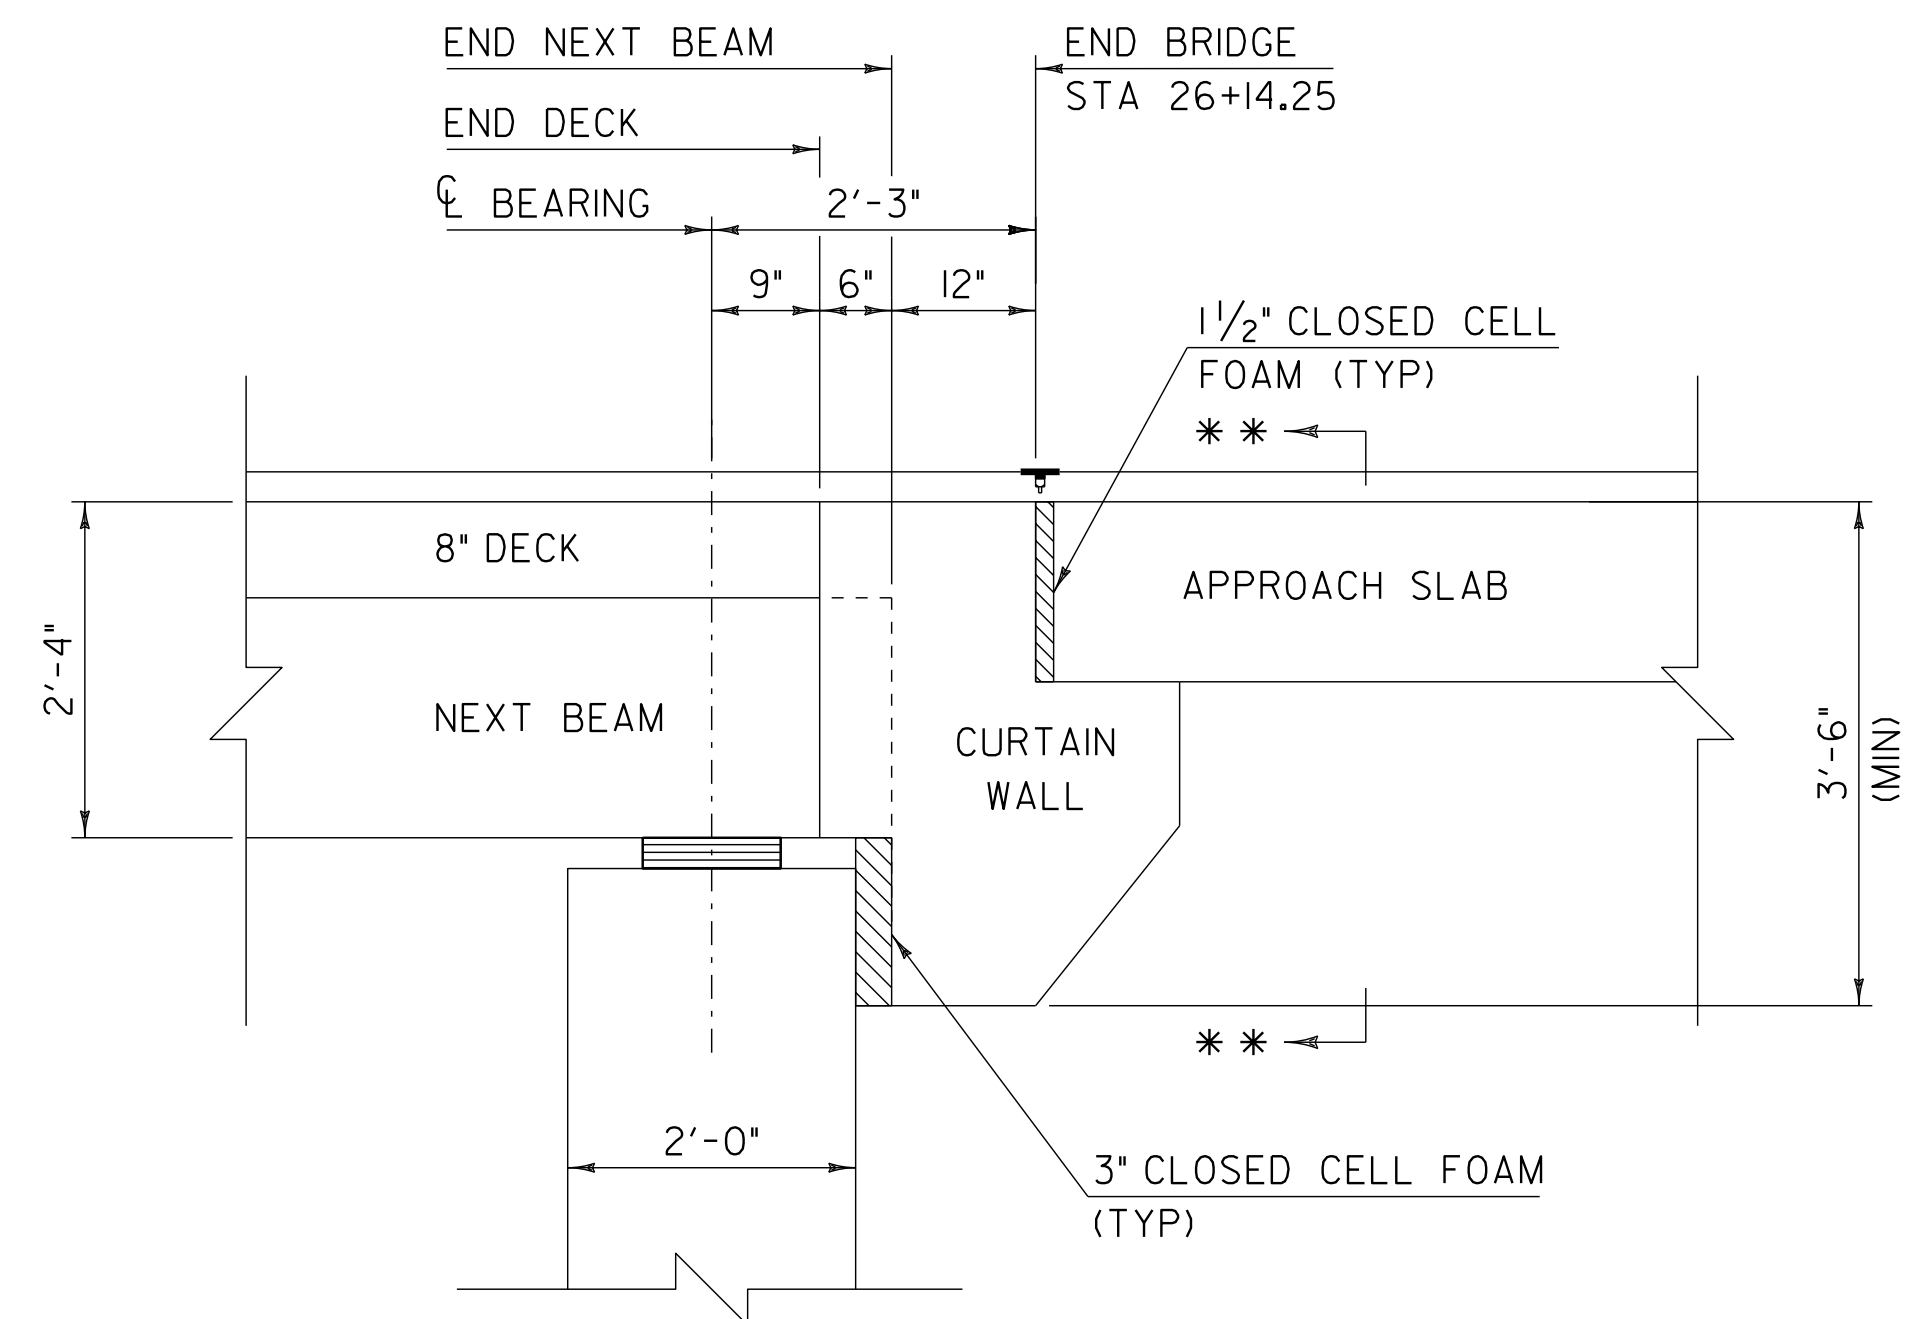 END NEXT BEAM
END BRIDGE
STA 26+14.25
END DECK
℄ BEARING
2'-3"
9"
6"
12"
1 1/2" CLOSED CELL
FOAM (TYP)
* *
8" DECK
APPROACH SLAB
2'-4"
NEXT BEAM
CURTAIN
WALL
3'-6"
(MIN)
* *
2'-0"
3" CLOSED CELL FOAM
(TYP)